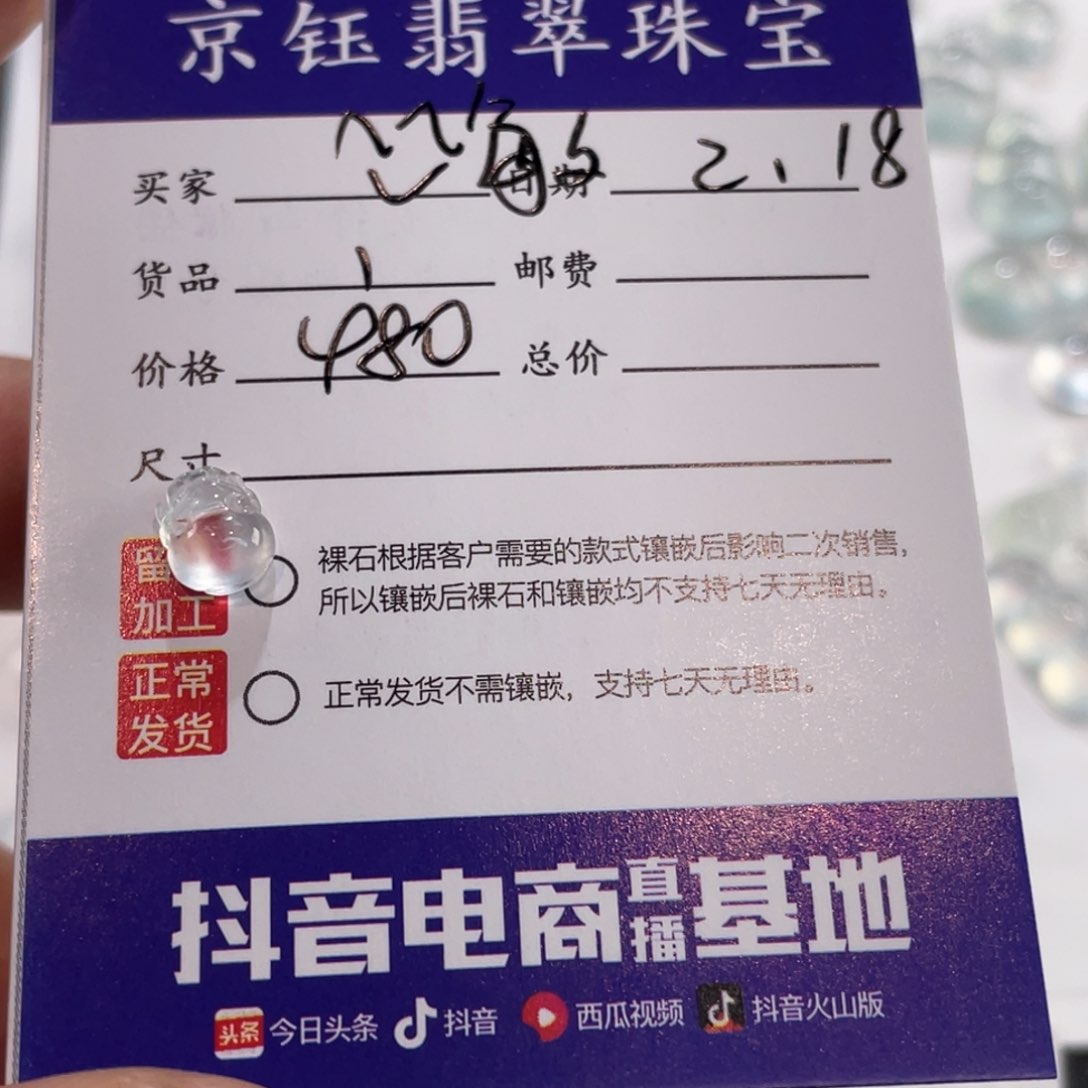 京钰翡翠珠宝
买家 日期 2.18
货品 1 邮费
价格 480 总价
尺寸
加工
裸石根据客户需要的款式镶嵌后影响二次销售,
所以镶嵌后裸石和镶嵌均不支持七天无理由。
正常
发货
正常发货不需镶嵌,支持七天无理由。
抖音电商直播基地
头条 今日头条 抖音 西瓜视频 抖音火山版